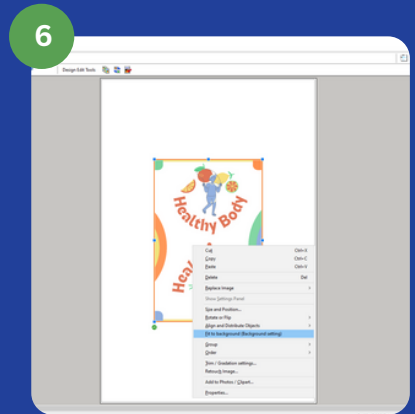 6
Design Edit Tools
Healthy Body
Cut Ctrl+X
Copy Ctrl+C
Paste Ctrl+V
Delete Del
Replace Image
Show Settings Panel
Size and Position...
Rotate or Flip
Align and Distribute Objects
Fit to background (Background setting)
Group
Order
Trim / Gradation settings...
Retouch Image...
Add to Photos / Clipart...
Properties...